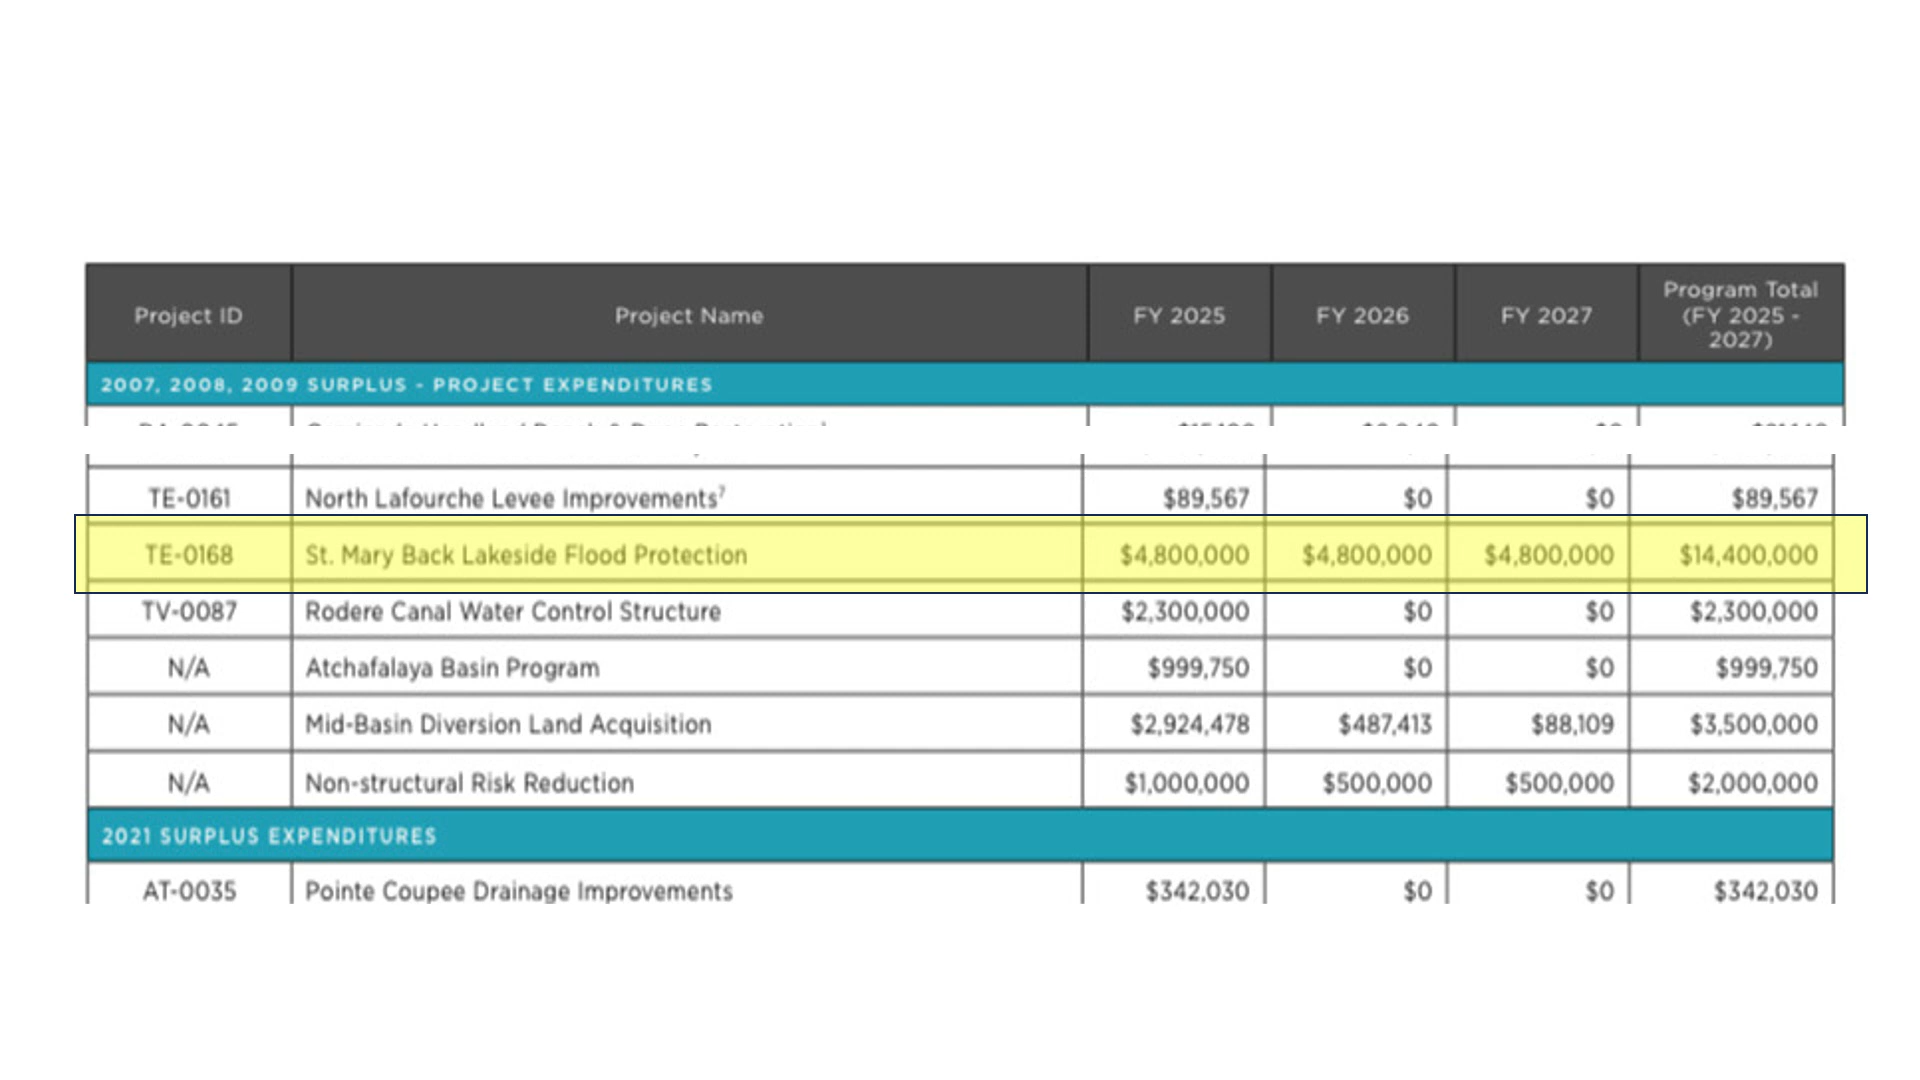 Project ID Project Name FY 2025 FY 2026 FY 2027 Program Total (FY 2025 - 2027)
2007, 2008, 2009 SURPLUS - PROJECT EXPENDITURES
TE-0161 North Lafourche Levee Improvements⁷ $89,567 $0 $0 $89,567
TE-0168 St. Mary Back Lakeside Flood Protection $4,800,000 $4,800,000 $4,800,000 $14,400,000
TV-0087 Rodere Canal Water Control Structure $2,300,000 $0 $0 $2,300,000
N/A Atchafalaya Basin Program $999,750 $0 $0 $999,750
N/A Mid-Basin Diversion Land Acquisition $2,924,478 $487,413 $88,109 $3,500,000
N/A Non-structural Risk Reduction $1,000,000 $500,000 $500,000 $2,000,000
2021 SURPLUS EXPENDITURES
AT-0035 Pointe Coupee Drainage Improvements $342,030 $0 $0 $342,030